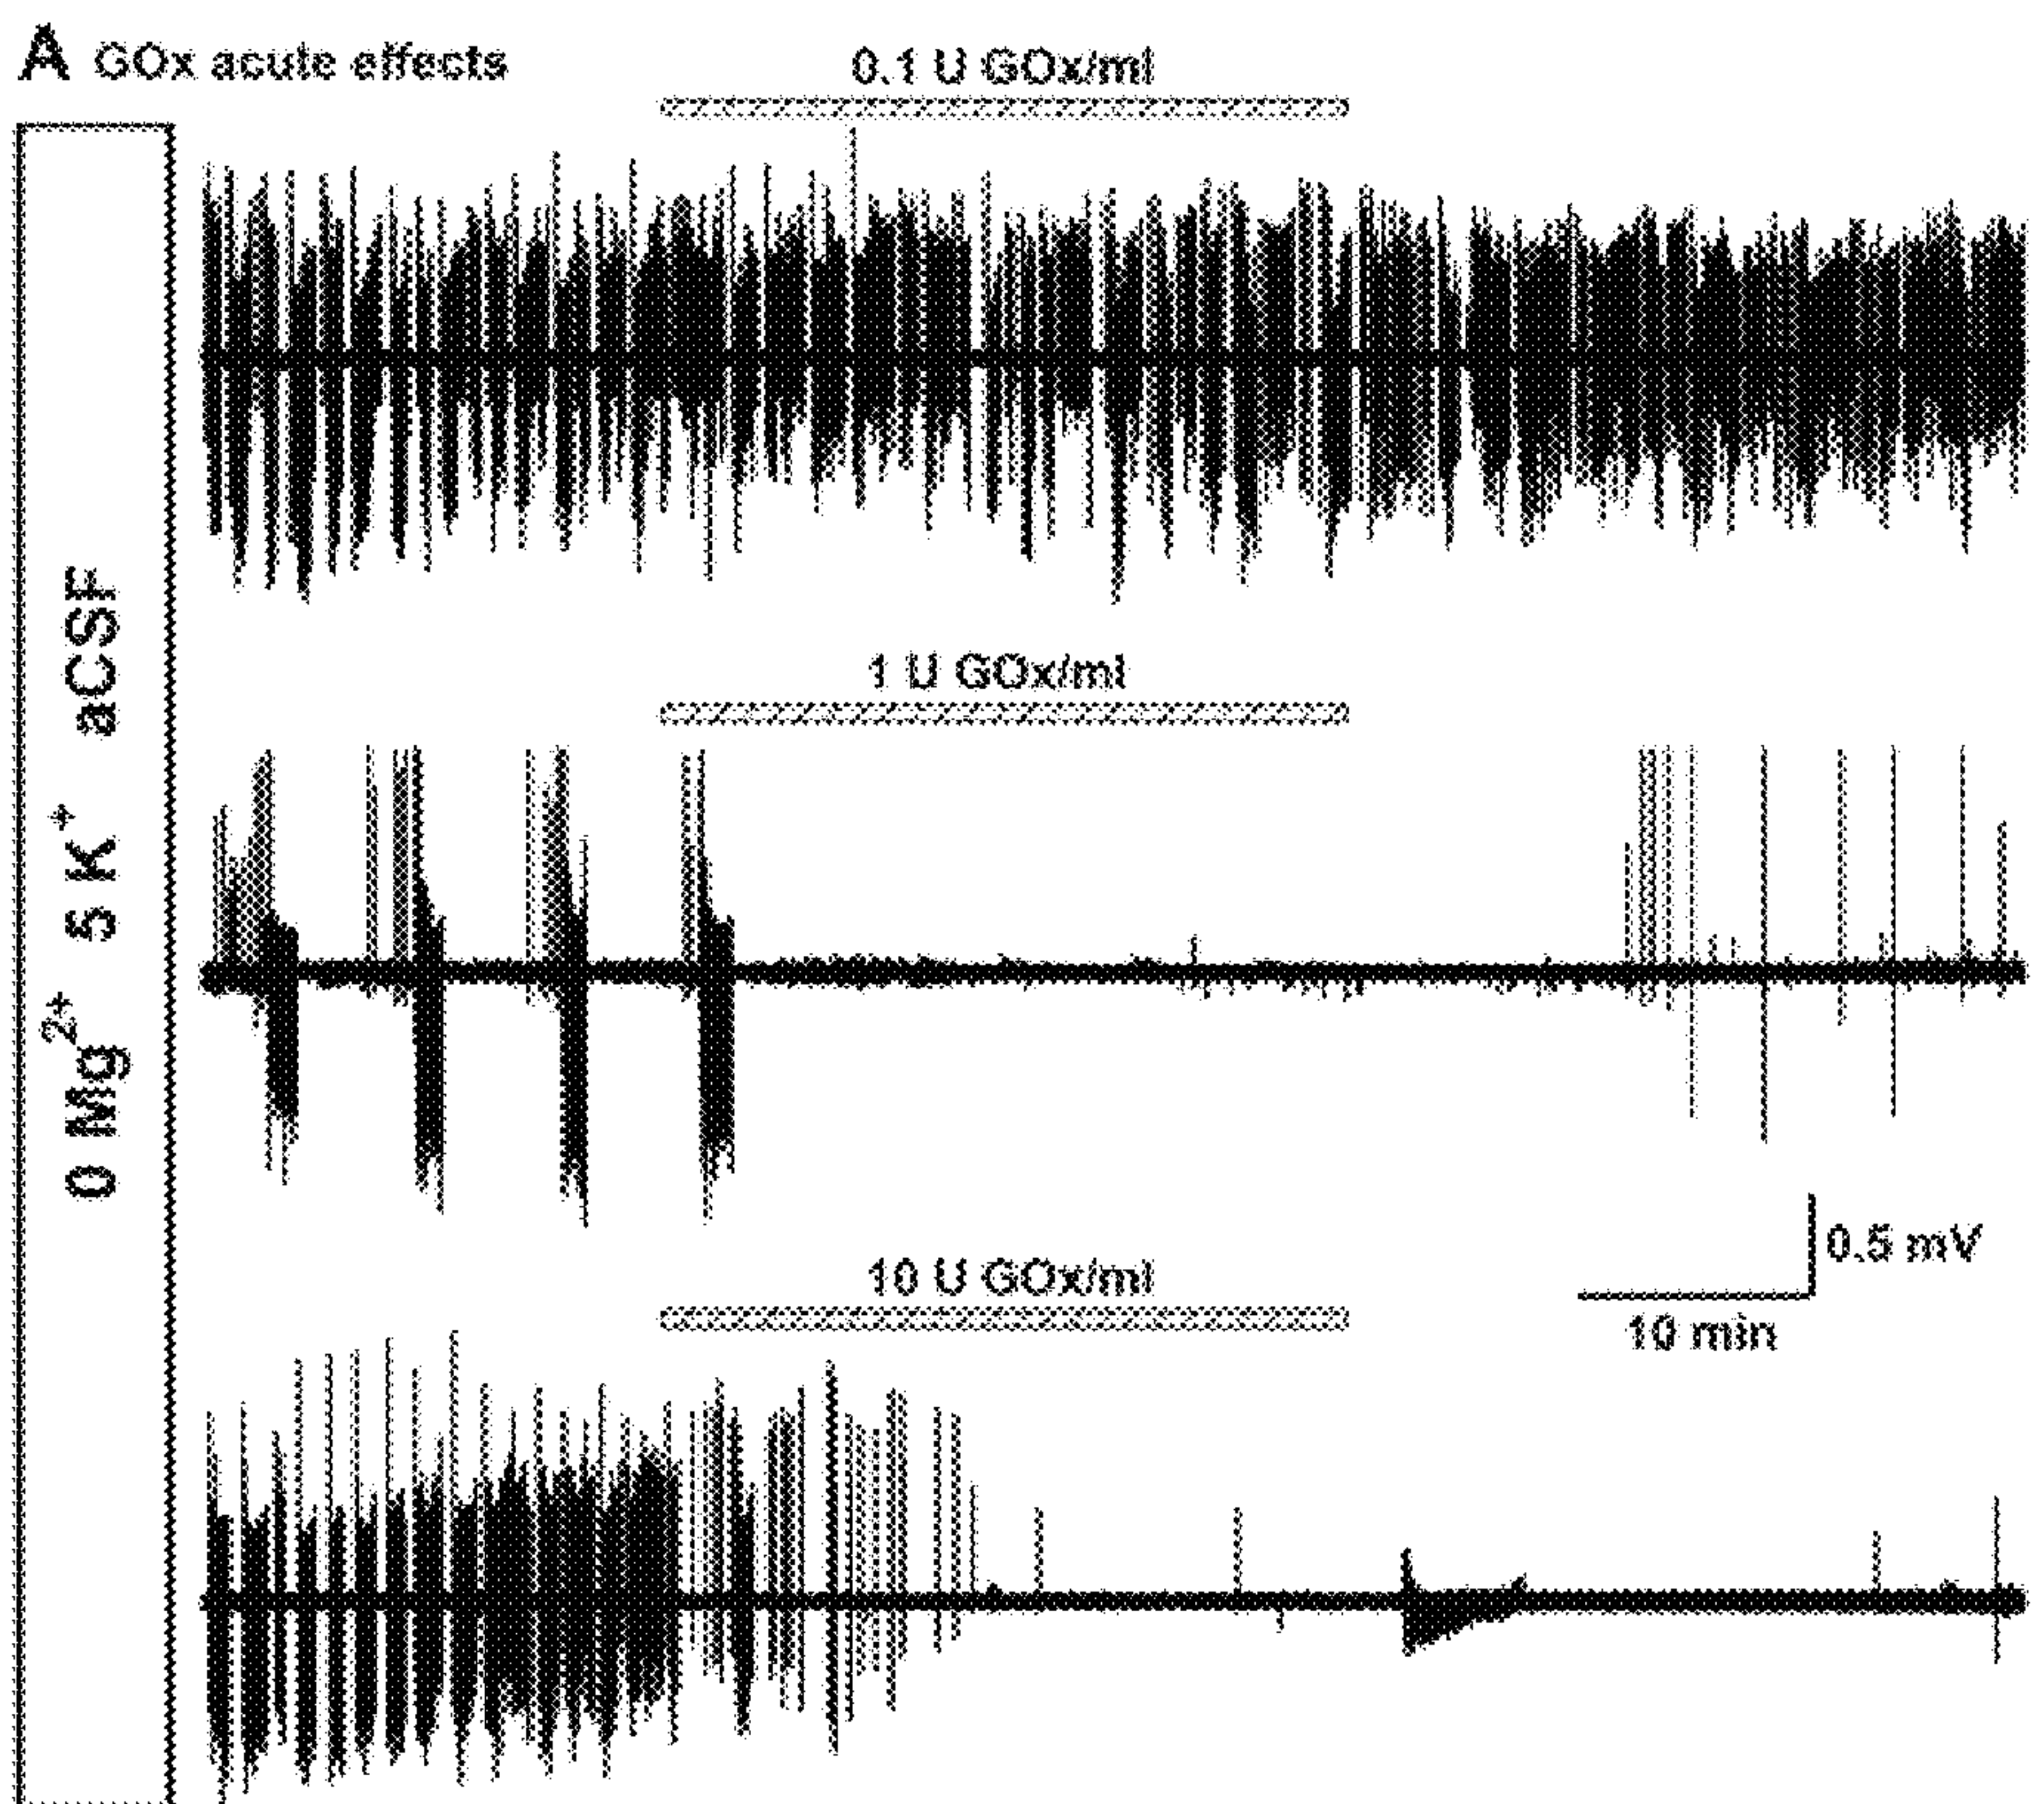 A GOx acute effects
0.1 U GOx/ml
0 Mg2+ 5 K+ aCSF
1 U GOx/ml
0.5 mV
10 min
10 U GOx/ml